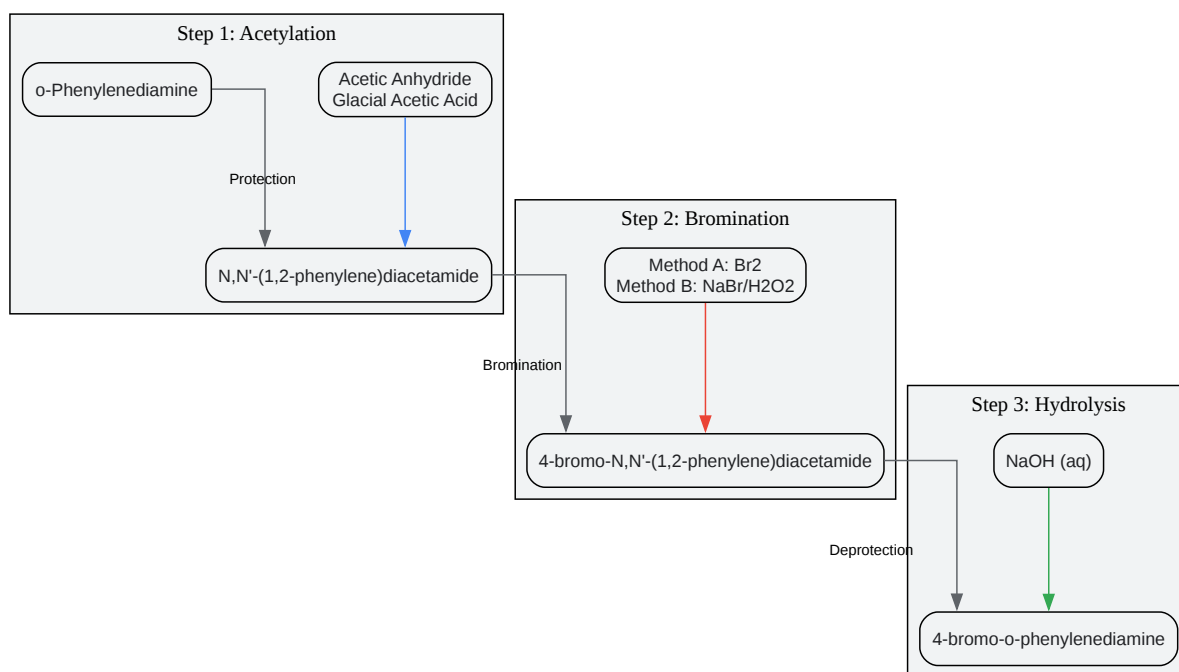 Step 1: Acetylation
o-Phenylenediamine
Acetic Anhydride
Glacial Acetic Acid
Protection
N,N'-(1,2-phenylene)diacetamide
Step 2: Bromination
Method A: Br2
Method B: NaBr/H2O2
Bromination
4-bromo-N,N'-(1,2-phenylene)diacetamide
Step 3: Hydrolysis
NaOH (aq)
Deprotection
4-bromo-o-phenylenediamine